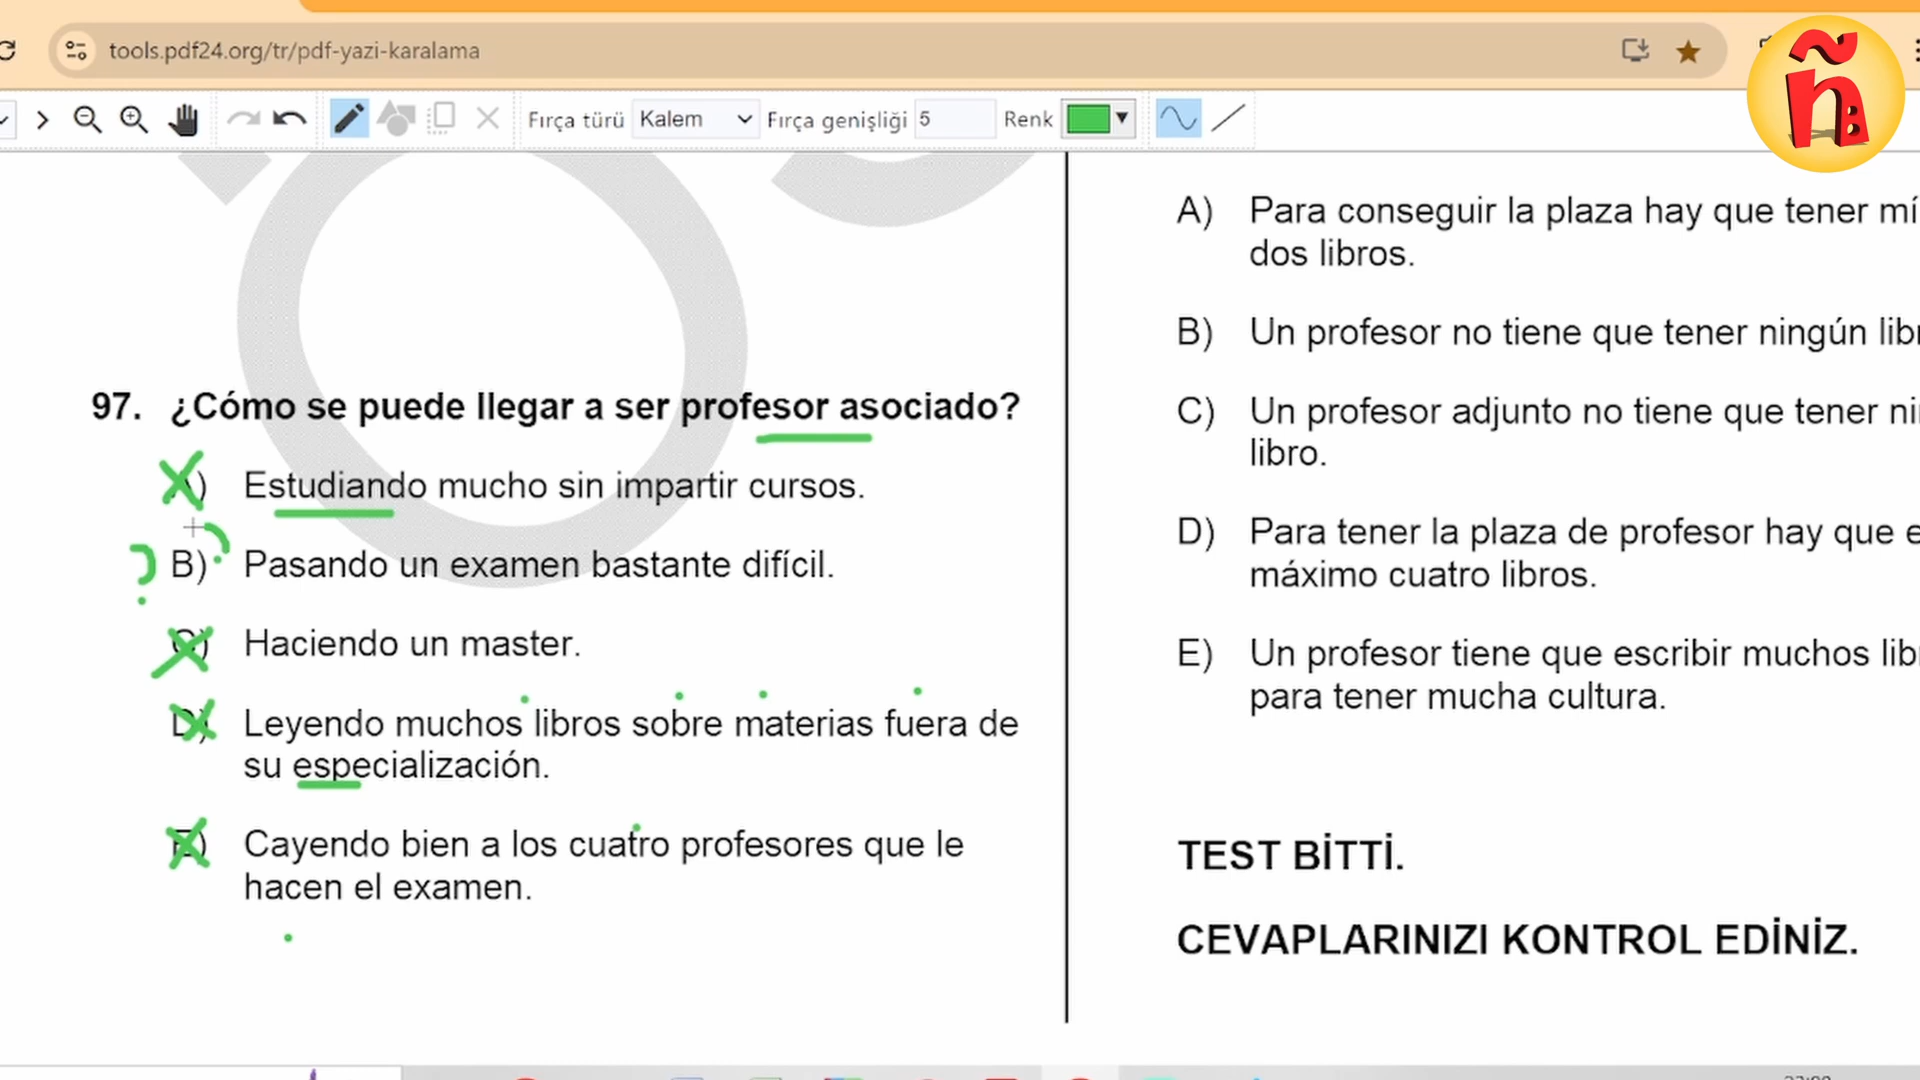 tools.pdf24.org/tr/pdf-yazi-karalama
Fırça türü Kalem Fırça genişliği 5 Renk
ñ
97. ¿Cómo se puede llegar a ser profesor asociado?
A) Estudiando mucho sin impartir cursos.
B) Pasando un examen bastante difícil.
C) Haciendo un master.
D) Leyendo muchos libros sobre materias fuera de
su especialización.
E) Cayendo bien a los cuatro profesores que le
hacen el examen.
A) Para conseguir la plaza hay que tener mí
dos libros.
B) Un profesor no tiene que tener ningún libr
C) Un profesor adjunto no tiene que tener ni
libro.
D) Para tener la plaza de profesor hay que e
máximo cuatro libros.
E) Un profesor tiene que escribir muchos lib
para tener mucha cultura.
TEST BİTTİ.
CEVAPLARINIZI KONTROL EDİNİZ.